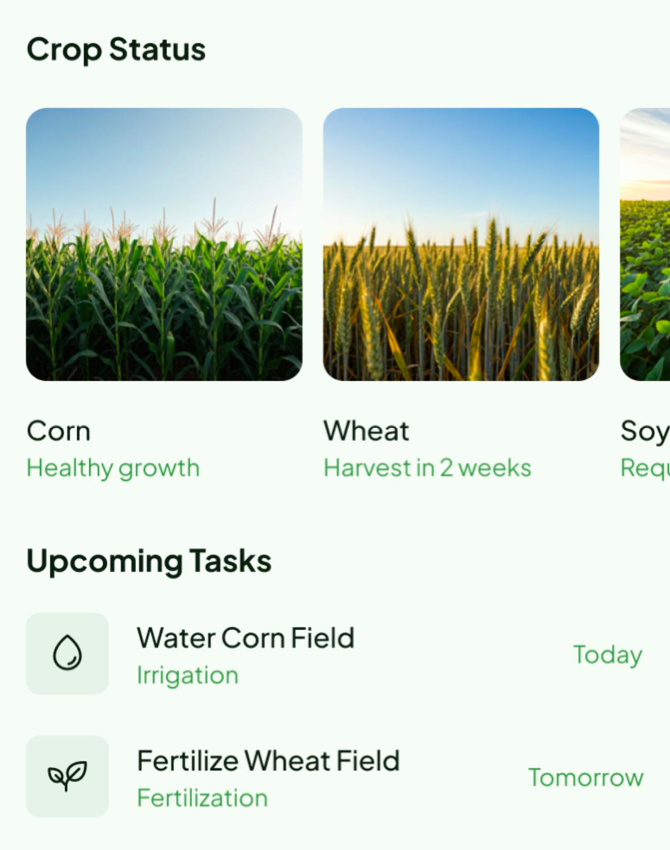 Crop Status
Corn
Wheat
Soy
Healthy growth
Harvest in 2 weeks
Requ
Upcoming Tasks
Water Corn Field
Irrigation
Today
Fertilize Wheat Field
Fertilization
Tomorrow